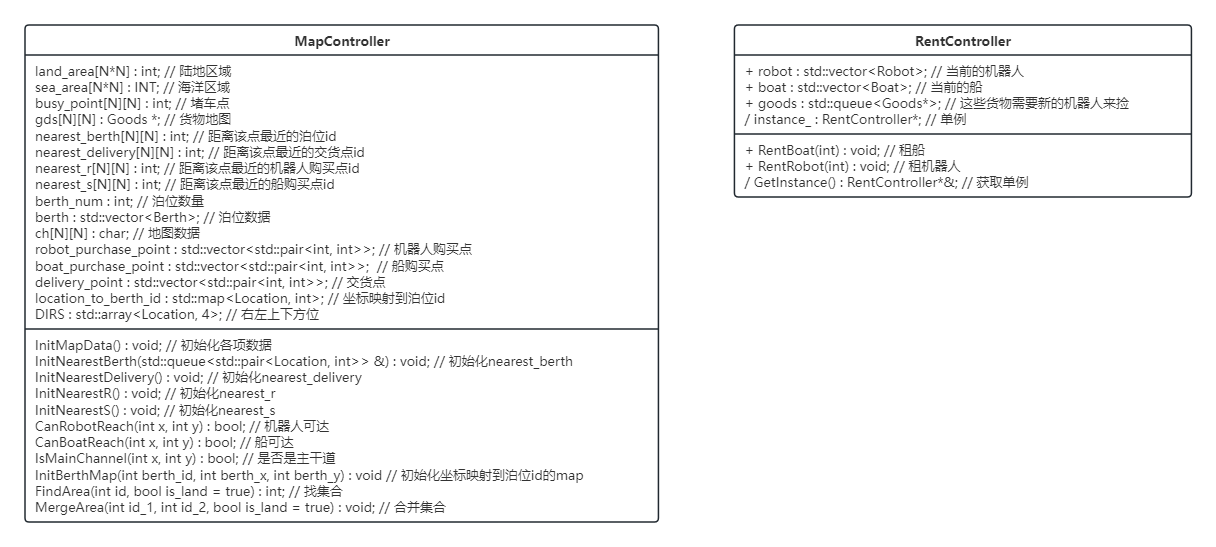 MapController
land_area[N*N] : int; // 陆地区域
sea_area[N*N] : INT; // 海洋区域
busy_point[N][N] : int; // 堵车点
gds[N][N] : Goods *; // 货物地图
nearest_berth[N][N] : int; // 距离该点最近的泊位id
nearest_delivery[N][N] : int; // 距离该点最近的交货点id
nearest_r[N][N] : int; // 距离该点最近的机器人购买点id
nearest_s[N][N] : int; // 距离该点最近的船购买点id
berth_num : int; // 泊位数量
berth : std::vector<Berth>; // 泊位数据
ch[N][N] : char; // 地图数据
robot_purchase_point : std::vector<std::pair<int, int>>; // 机器人购买点
boat_purchase_point : std::vector<std::pair<int, int>>;  // 船购买点
delivery_point : std::vector<std::pair<int, int>>; // 交货点
location_to_berth_id : std::map<Location, int>; // 坐标映射到泊位id
DIRS : std::array<Location, 4>; // 右左上下方位
InitMapData() : void; // 初始化各项数据
InitNearestBerth(std::queue<std::pair<Location, int>> &) : void; // 初始化nearest_berth
InitNearestDelivery() : void; // 初始化nearest_delivery
InitNearestR() : void; // 初始化nearest_r
InitNearestS() : void; // 初始化nearest_s
CanRobotReach(int x, int y) : bool; // 机器人可达
CanBoatReach(int x, int y) : bool; // 船可达
IsMainChannel(int x, int y) : bool; // 是否是主干道
InitBerthMap(int berth_id, int berth_x, int berth_y) : void // 初始化坐标映射到泊位id的map
FindArea(int id, bool is_land = true) : int; // 找集合
MergeArea(int id_1, int id_2, bool is_land = true) : void; // 合并集合
RentController
+ robot : std::vector<Robot>; // 当前的机器人
+ boat : std::vector<Boat>; // 当前的船
+ goods : std::queue<Goods*>; // 这些货物需要新的机器人来捡
/ instance_ : RentController*; // 单例
+ RentBoat(int) : void; // 租船
+ RentRobot(int) : void; // 租机器人
/ GetInstance() : RentController*&; // 获取单例